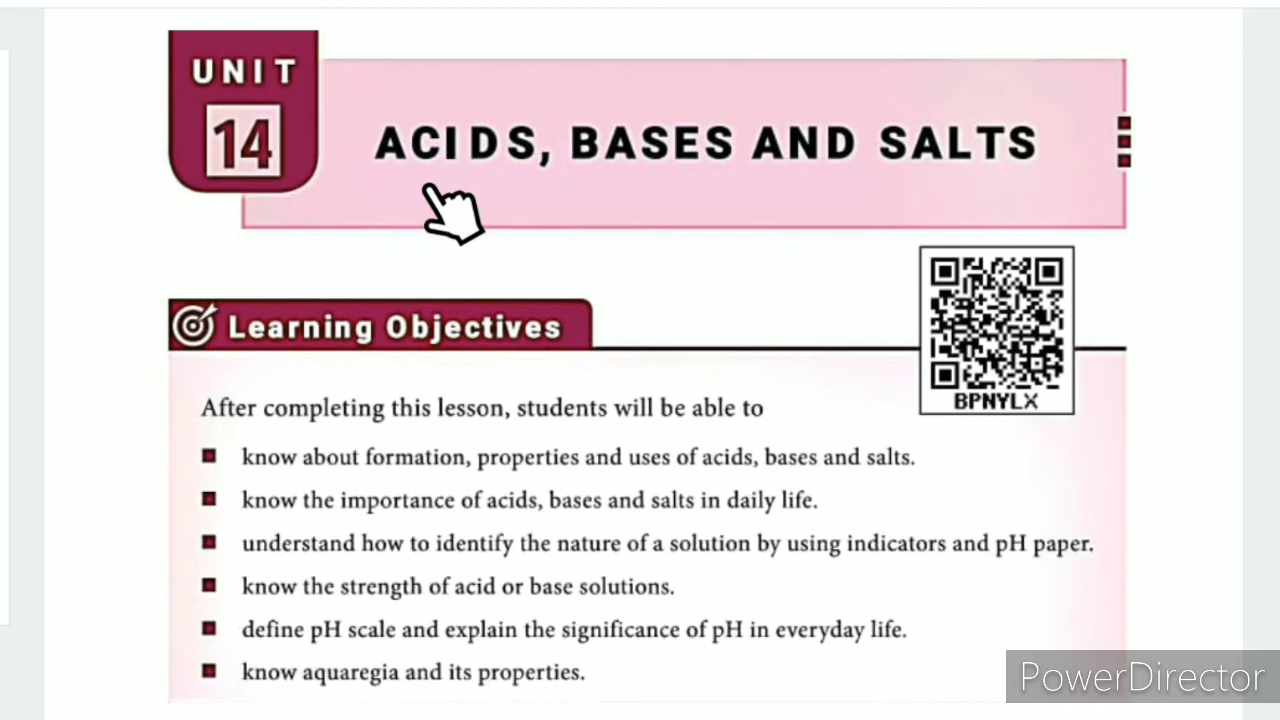 UNIT
14
ACIDS, BASES AND SALTS
BPNYLX
Learning Objectives
After completing this lesson, students will be able to
know about formation, properties and uses of acids, bases and salts.
know the importance of acids, bases and salts in daily life.
understand how to identify the nature of a solution by using indicators and pH paper.
know the strength of acid or base solutions.
define pH scale and explain the significance of pH in everyday life.
know aquaregia and its properties.
PowerDirector